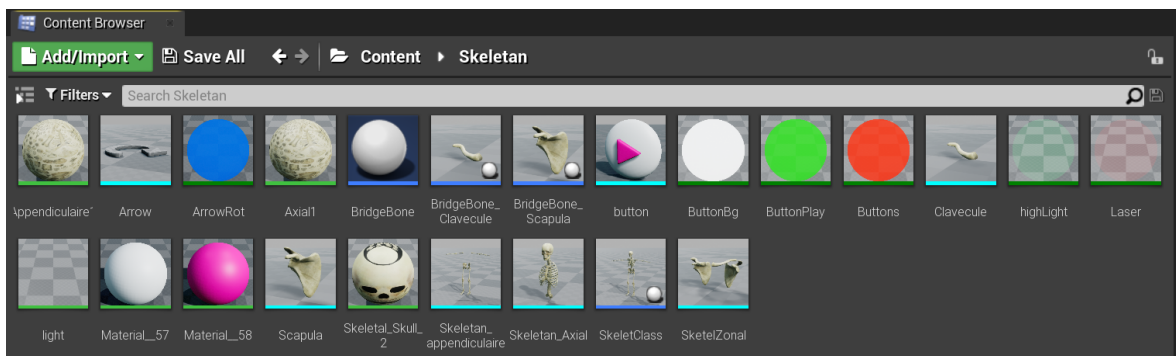 Content Browser
Add/Import Save All Content Skeletan
Filters Search Skeletan
Appendiculaire1 Arrow ArrowRot Axial1 BridgeBone BridgeBone_ Clavecule BridgeBone_ Scapula button ButtonBg ButtonPlay Buttons Clavecule highLight Laser
light Material__57 Material__58 Scapula Skeletal_Skull_ 2 Skeletan_ appendiculaire Skeletan_Axial SkeletClass SketelZonal